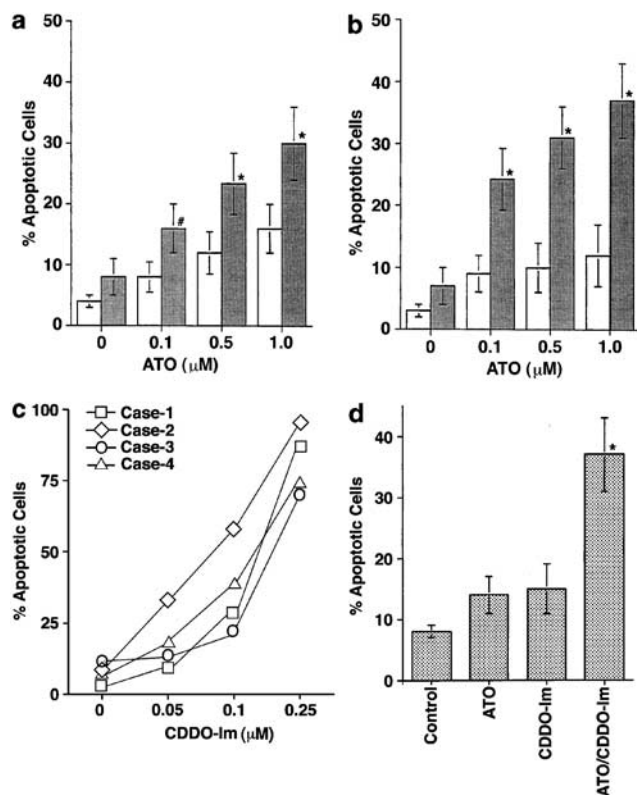 a
50
40
30
20
10
0
% Apoptotic Cells
#
*
*
0 0.1 0.5 1.0
ATO (µM)
b
50
40
30
20
10
0
% Apoptotic Cells
*
*
*
0 0.1 0.5 1.0
ATO (µM)
c
100
75
50
25
0
% Apoptotic Cells
Case-1
Case-2
Case-3
Case-4
0 0.05 0.1 0.25
CDDO-Im (µM)
d
40
30
20
10
0
% Apoptotic Cells
*
Control
ATO
CDDO-Im
ATO/CDDO-Im